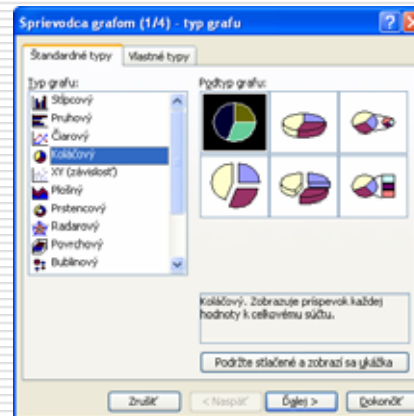 Sprievodca grafom (1/4) - typ grafu
Štandardné typy
Vlastné typy
Typ grafu:
Stĺpcový
Pruhový
Čiarový
Koláčový
XY (závislosť)
Plošný
Prstencový
Radarový
Povrchový
Bublinový
Podtyp grafu:
Koláčový. Zobrazuje príspevok každej
hodnoty k celkovému súčtu.
Podržte stlačené a zobrazí sa ukážka
Zrušiť
< Naspäť
Ďalej >
Dokončiť